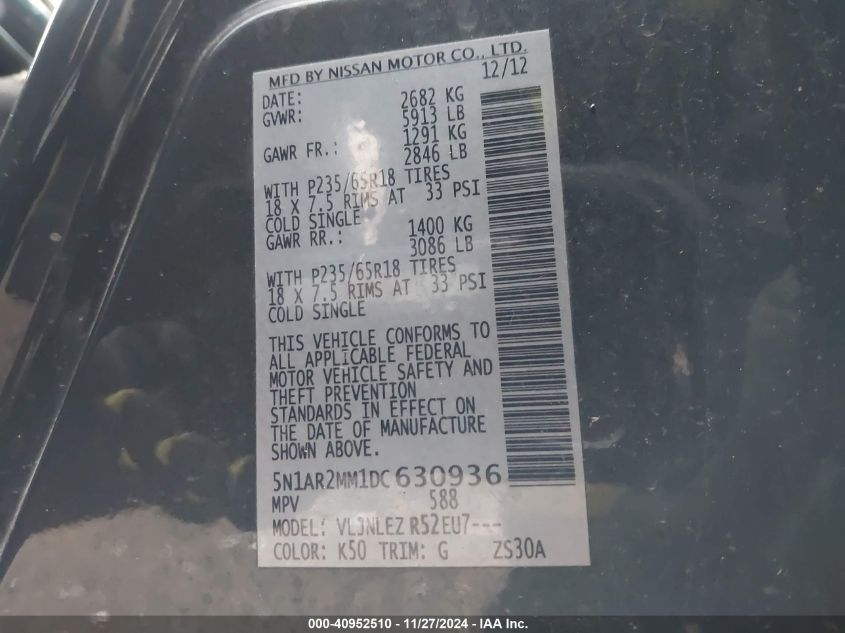 MFD BY NISSAN MOTOR CO., LTD.
DATE: 12/12
GVWR: 2682 KG
5913 LB
GAWR FR.: 1291 KG
2846 LB
WITH P235/65R18 TIRES
18 X 7.5 RIMS AT 33 PSI
COLD SINGLE
GAWR RR.: 1400 KG
3086 LB
WITH P235/65R18 TIRES
18 X 7.5 RIMS AT 33 PSI
COLD SINGLE
THIS VEHICLE CONFORMS TO
ALL APPLICABLE FEDERAL
MOTOR VEHICLE SAFETY AND
THEFT PREVENTION
STANDARDS IN EFFECT ON
THE DATE OF MANUFACTURE
SHOWN ABOVE.
5N1AR2MM1DC630936
MPV 588
MODEL: R52EU7---
COLOR: K50 TRIM: G ZS30A
000-40952510 - 11/27/2024 - IAA Inc.